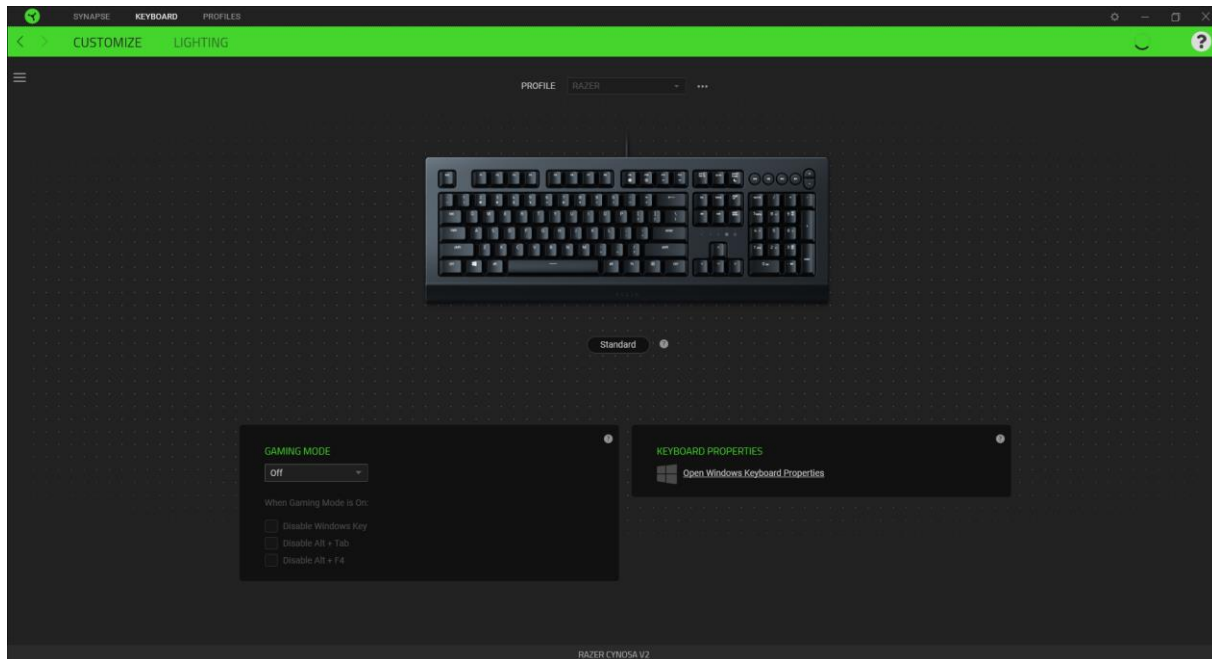 SYNAPSE KEYBOARD PROFILES
CUSTOMIZE LIGHTING
?
PROFILE RAZER
Standard
GAMING MODE
Off
When Gaming Mode is On:
Disable Windows Key
Disable Alt + Tab
Disable Alt + F4
KEYBOARD PROPERTIES
Open Windows Keyboard Properties
RAZER CYNOSA V2